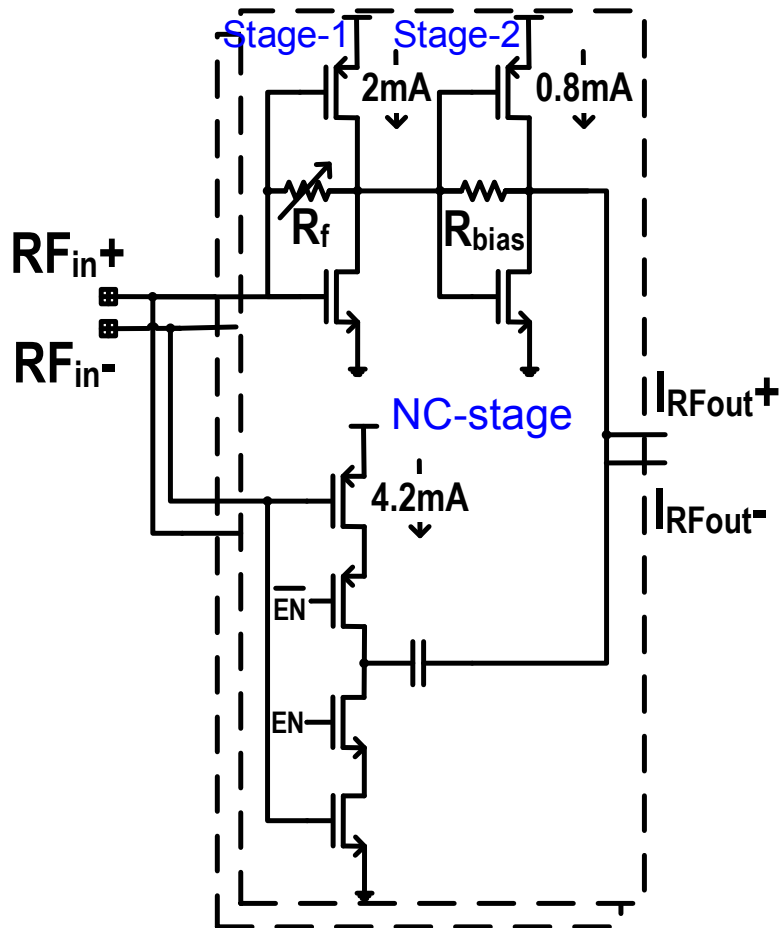 Stage-1 Stage-2
2mA 0.8mA
Rf Rbias
RFin+
RFin-
NC-stage
IRFout+
4.2mA
IRFout-
EN
EN